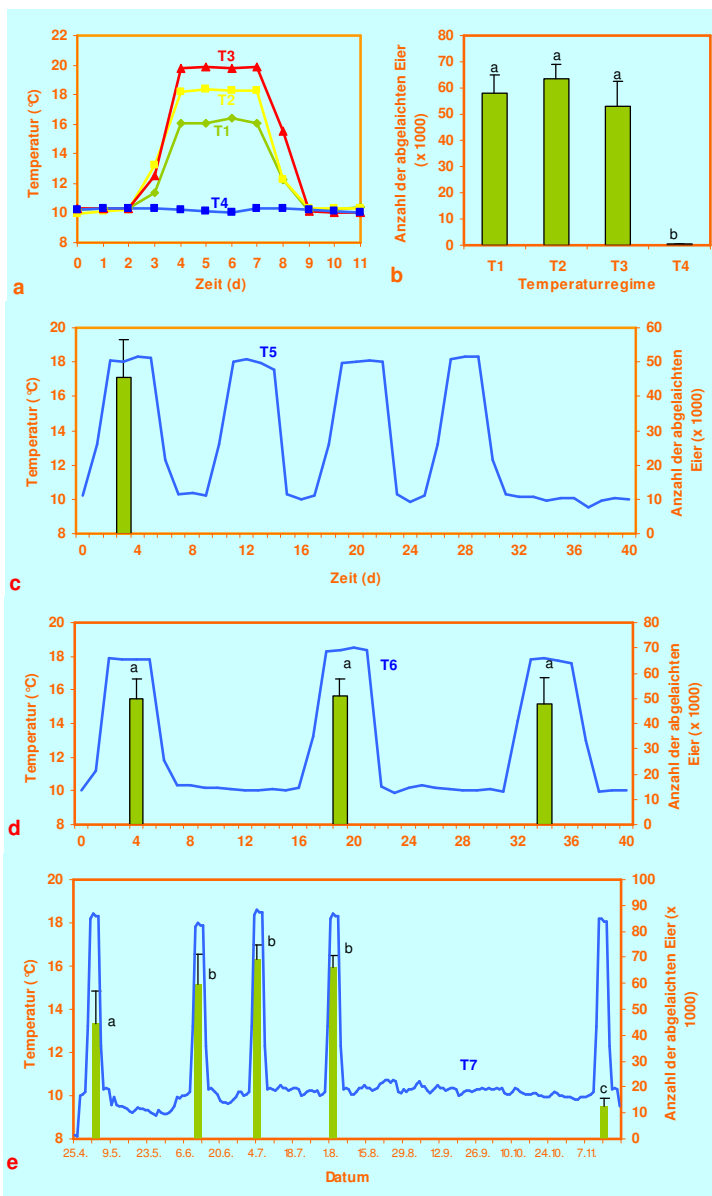 22
20
18
16
14
12
10
8
Temperatur (°C)
T3
T2
T1
T4
0 1 2 3 4 5 6 7 8 9 10 11
Zeit (d)
a
80
70
60
50
40
30
20
10
0
Anzahl der abgelaichten Eier
(x 1000)
a
a
a
b
T1 T2 T3 T4
Temperaturregime
b
20
18
16
14
12
10
8
Temperatur (°C)
T5
60
50
40
30
20
10
0
Anzahl der abgelaichten
Eier (x 1000)
0 4 8 12 16 20 24 28 32 36 40
Zeit (d)
c
20
18
16
14
12
10
8
Temperatur (°C)
a
a
T6
a
80
70
60
50
40
30
20
10
0
Anzahl der abgelaichten
Eier (x 1000)
0 4 8 12 16 20 24 28 32 36 40
d
20
18
16
14
12
10
8
Temperatur (°C)
a
b
b
b
T7
c
100
90
80
70
60
50
40
30
20
10
0
Anzahl der abgelaichten Eier (x
1000)
25.4. 9.5. 23.5. 6.6. 20.6. 4.7. 18.7. 1.8. 15.8. 29.8. 12.9. 26.9. 10.10. 24.10. 7.11.
Datum
e